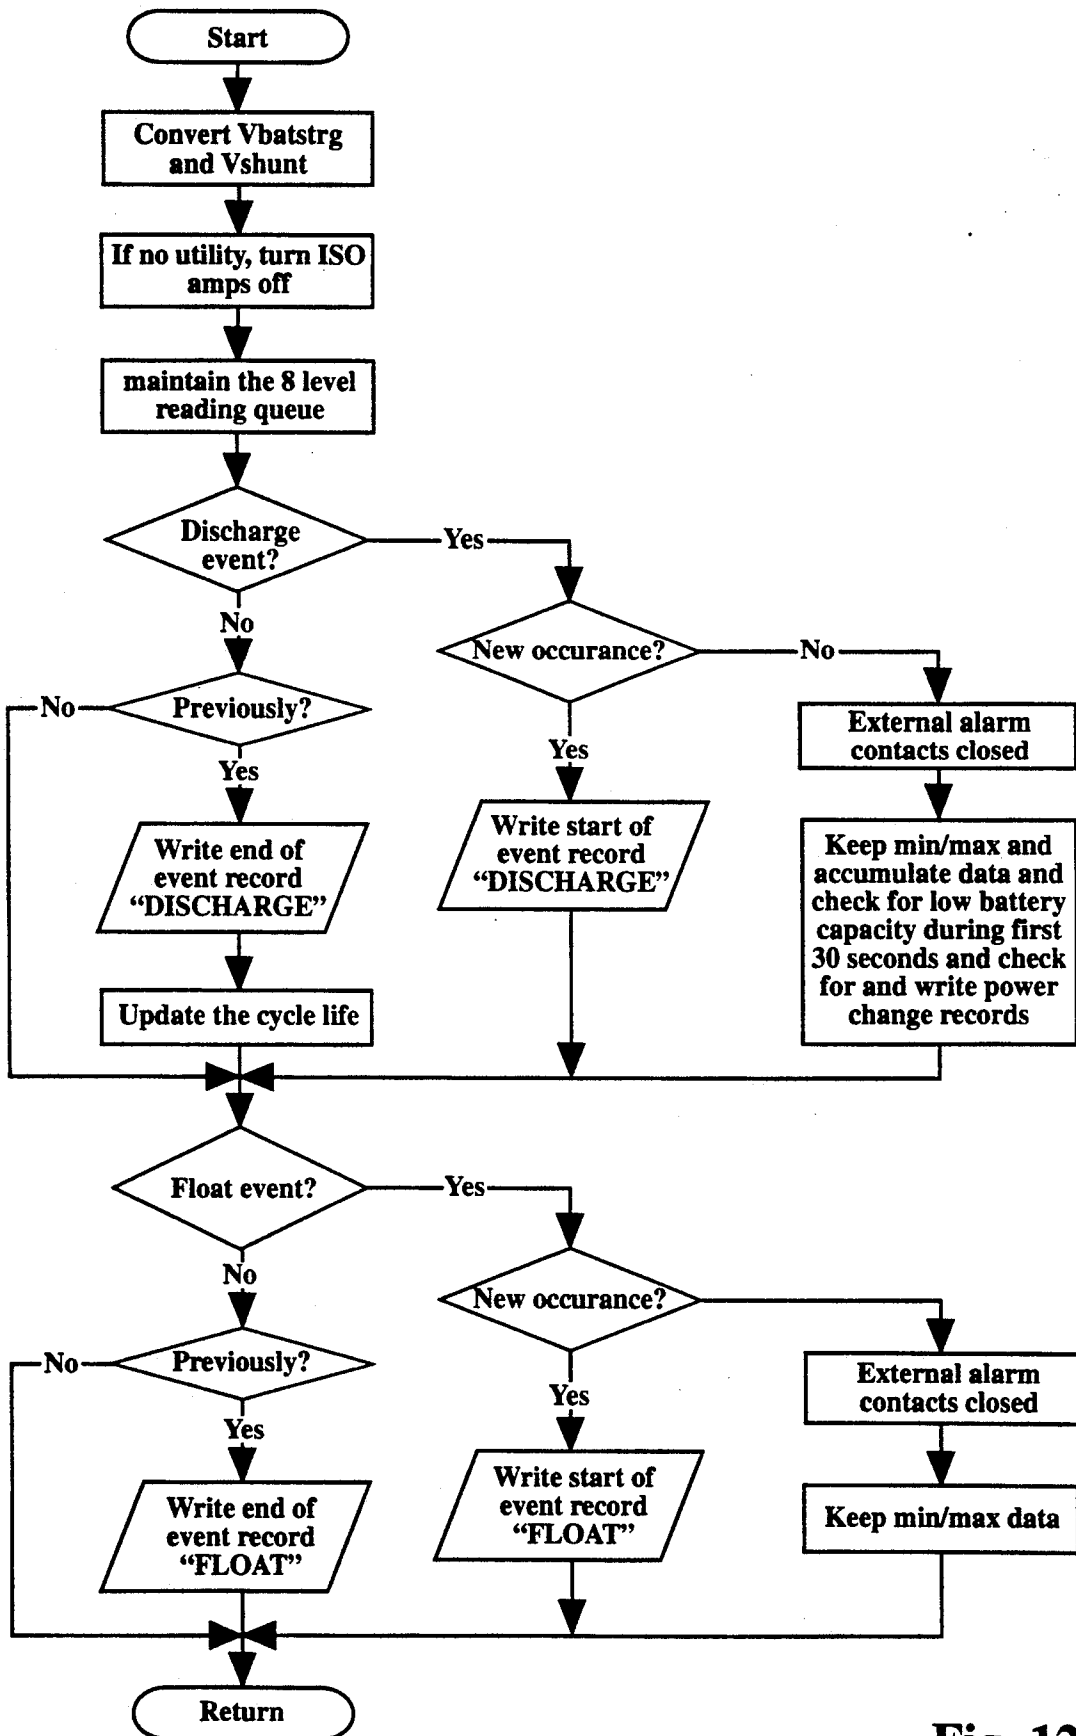 Start
Convert Vbatstrg
and Vshunt
If no utility, turn ISO
amps off
maintain the 8 level
reading queue
Discharge
event?
Yes
No
New occurance?
No
No
Previously?
External alarm
contacts closed
Yes
Yes
Write end of
event record
“DISCHARGE”
Write start of
event record
“DISCHARGE”
Keep min/max and
accumulate data and
check for low battery
capacity during first
30 seconds and check
for and write power
change records
Update the cycle life
Float event?
Yes
No
New occurance?
No
Previously?
External alarm
contacts closed
Yes
Yes
Write end of
event record
“FLOAT”
Write start of
event record
“FLOAT”
Keep min/max data
Return
Fig.